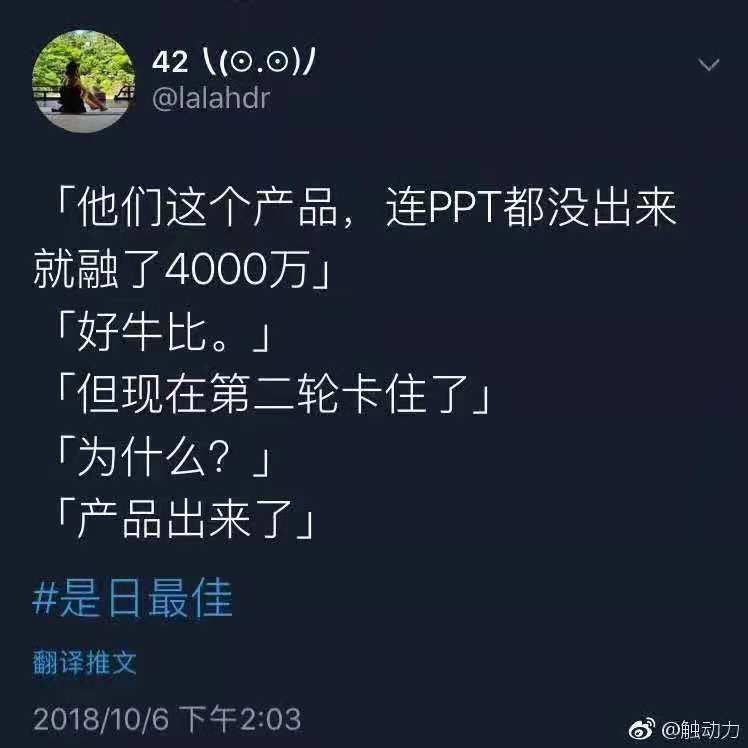 42 \(⊙.⊙)/
@lalahdr
「他们这个产品，连PPT都没出来
就融了4000万」
「好牛比。」
「但现在第二轮卡住了」
「为什么？」
「产品出来了」
#是日最佳
翻译推文
2018/10/6 下午2:03
@触动力